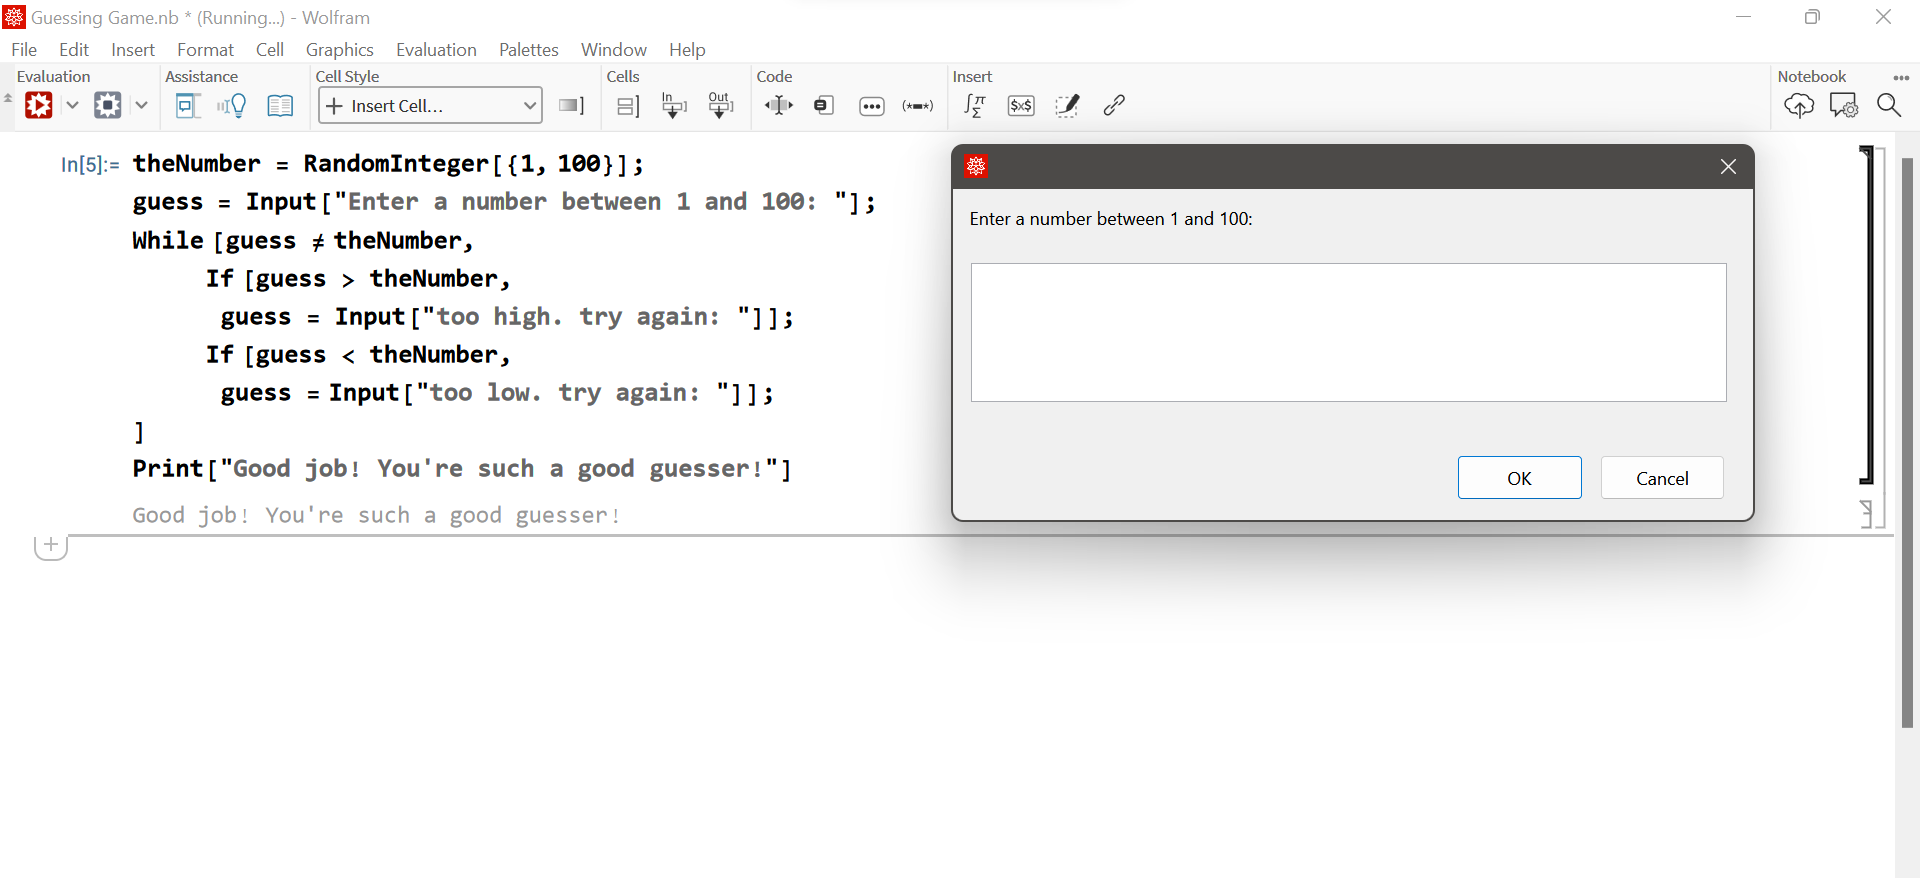 Guessing Game.nb * (Running...) - Wolfram
File Edit Insert Format Cell Graphics Evaluation Palettes Window Help
Evaluation Assistance Cell Style Cells Code Insert Notebook
Insert Cell...
In Out
In[5]:= theNumber = RandomInteger[{1, 100}];
guess = Input["Enter a number between 1 and 100: "];
While[guess ≠ theNumber,
If[guess > theNumber,
guess = Input["too high. try again: "]];
If[guess < theNumber,
guess = Input["too low. try again: "]];
]
Print["Good job! You're such a good guesser!"]
Good job! You're such a good guesser!
Enter a number between 1 and 100:
OK Cancel